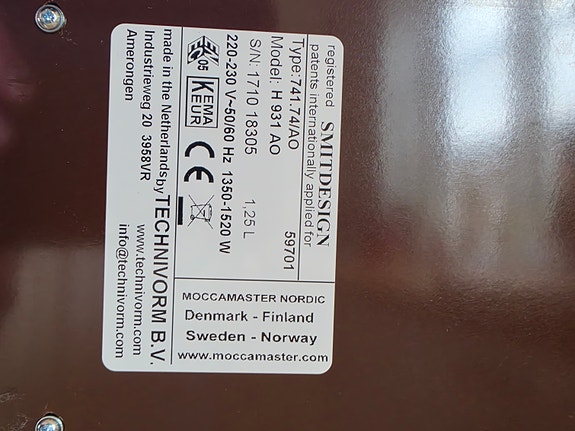 registered SMITDESIGN
patents internationally applied for
Type:741.74/AO 59701
Model: H 931 AO
S/N: 1710 18305 1,25 L
220-230 V~50/60 Hz 1350-1520 W
05
KEMA
KEUR
CE
made in the Netherlands by TECHNIVORM B.V.
Industrieweg 20 3958VR www.technivorm.com
Amerongen info@technivorm.com
MOCCAMASTER NORDIC
Denmark - Finland
Sweden - Norway
www.moccamaster.com